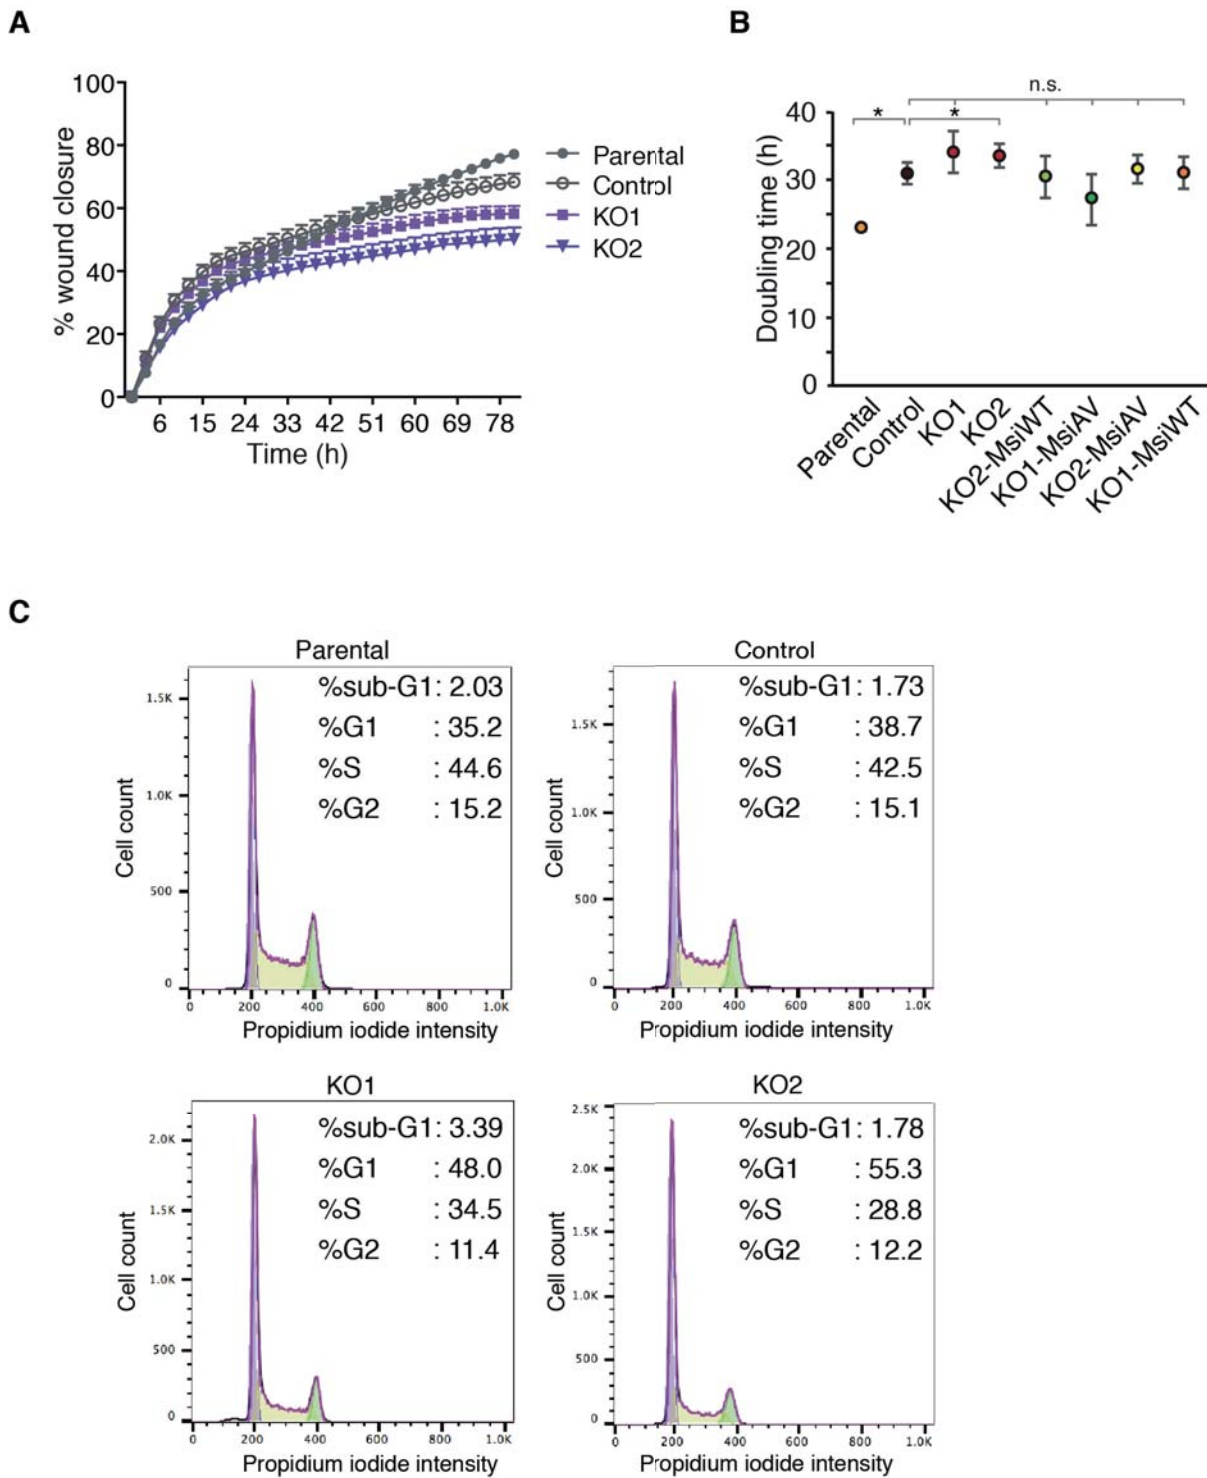 A
% wound closure
100
80
60
40
20
0
6 15 24 33 42 51 60 69 78
Time (h)
Parental
Control
KO1
KO2
B
n.s.
* *
Doubling time (h)
40
30
20
10
0
Parental
Control
KO1
KO2
KO2-MsiWT
KO1-MsiAV
KO2-MsiAV
KO1-MsiWT
C
Parental
%sub-G1: 2.03
%G1 : 35.2
%S : 44.6
%G2 : 15.2
Cell count
1.5K
1.0K
500
0
0 200 400 600 800 1.0K
Propidium iodide intensity
Control
%sub-G1: 1.73
%G1 : 38.7
%S : 42.5
%G2 : 15.1
Cell count
1.5K
1.0K
500
0
0 200 400 600 800 1.0K
Propidium iodide intensity
KO1
%sub-G1: 3.39
%G1 : 48.0
%S : 34.5
%G2 : 11.4
Cell count
2.0K
1.5K
1.0K
500
0
0 200 400 600 800 1.0K
Propidium iodide intensity
KO2
%sub-G1: 1.78
%G1 : 55.3
%S : 28.8
%G2 : 12.2
Cell count
2.5K
2.0K
1.5K
1.0K
500
0
0 200 400 600 800 1.0K
Propidium iodide intensity